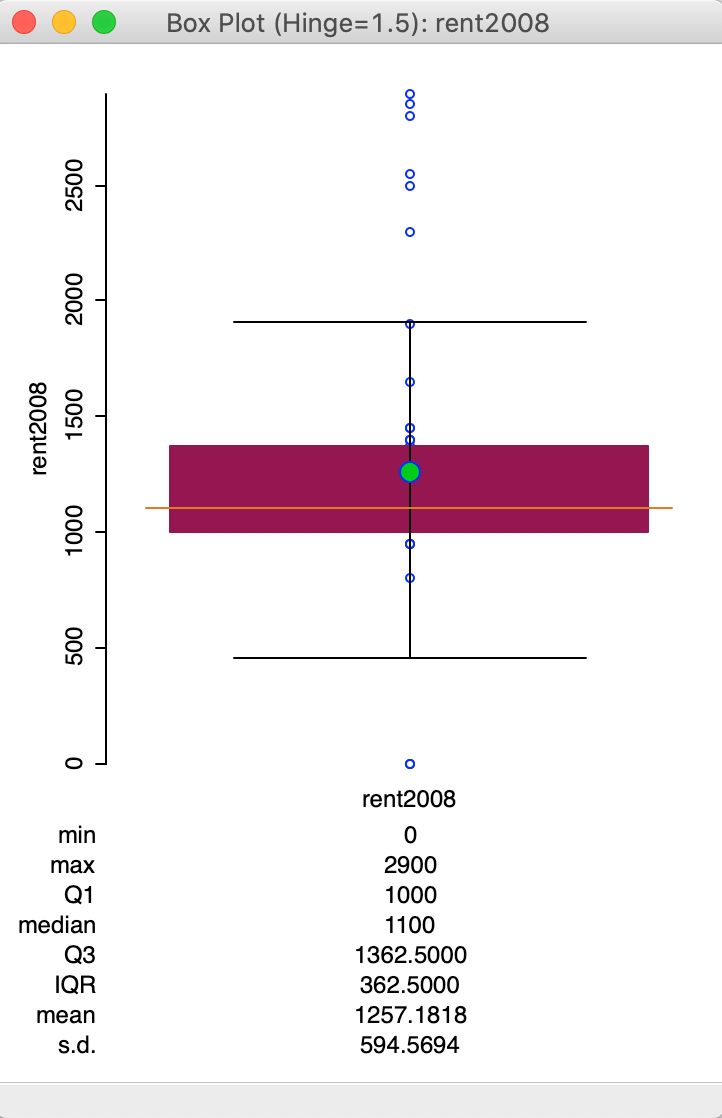 Box Plot (Hinge=1.5): rent2008
2500
2000
1500
1000
500
0
rent2008
rent2008
min 0
max 2900
Q1 1000
median 1100
Q3 1362.5000
IQR 362.5000
mean 1257.1818
s.d. 594.5694